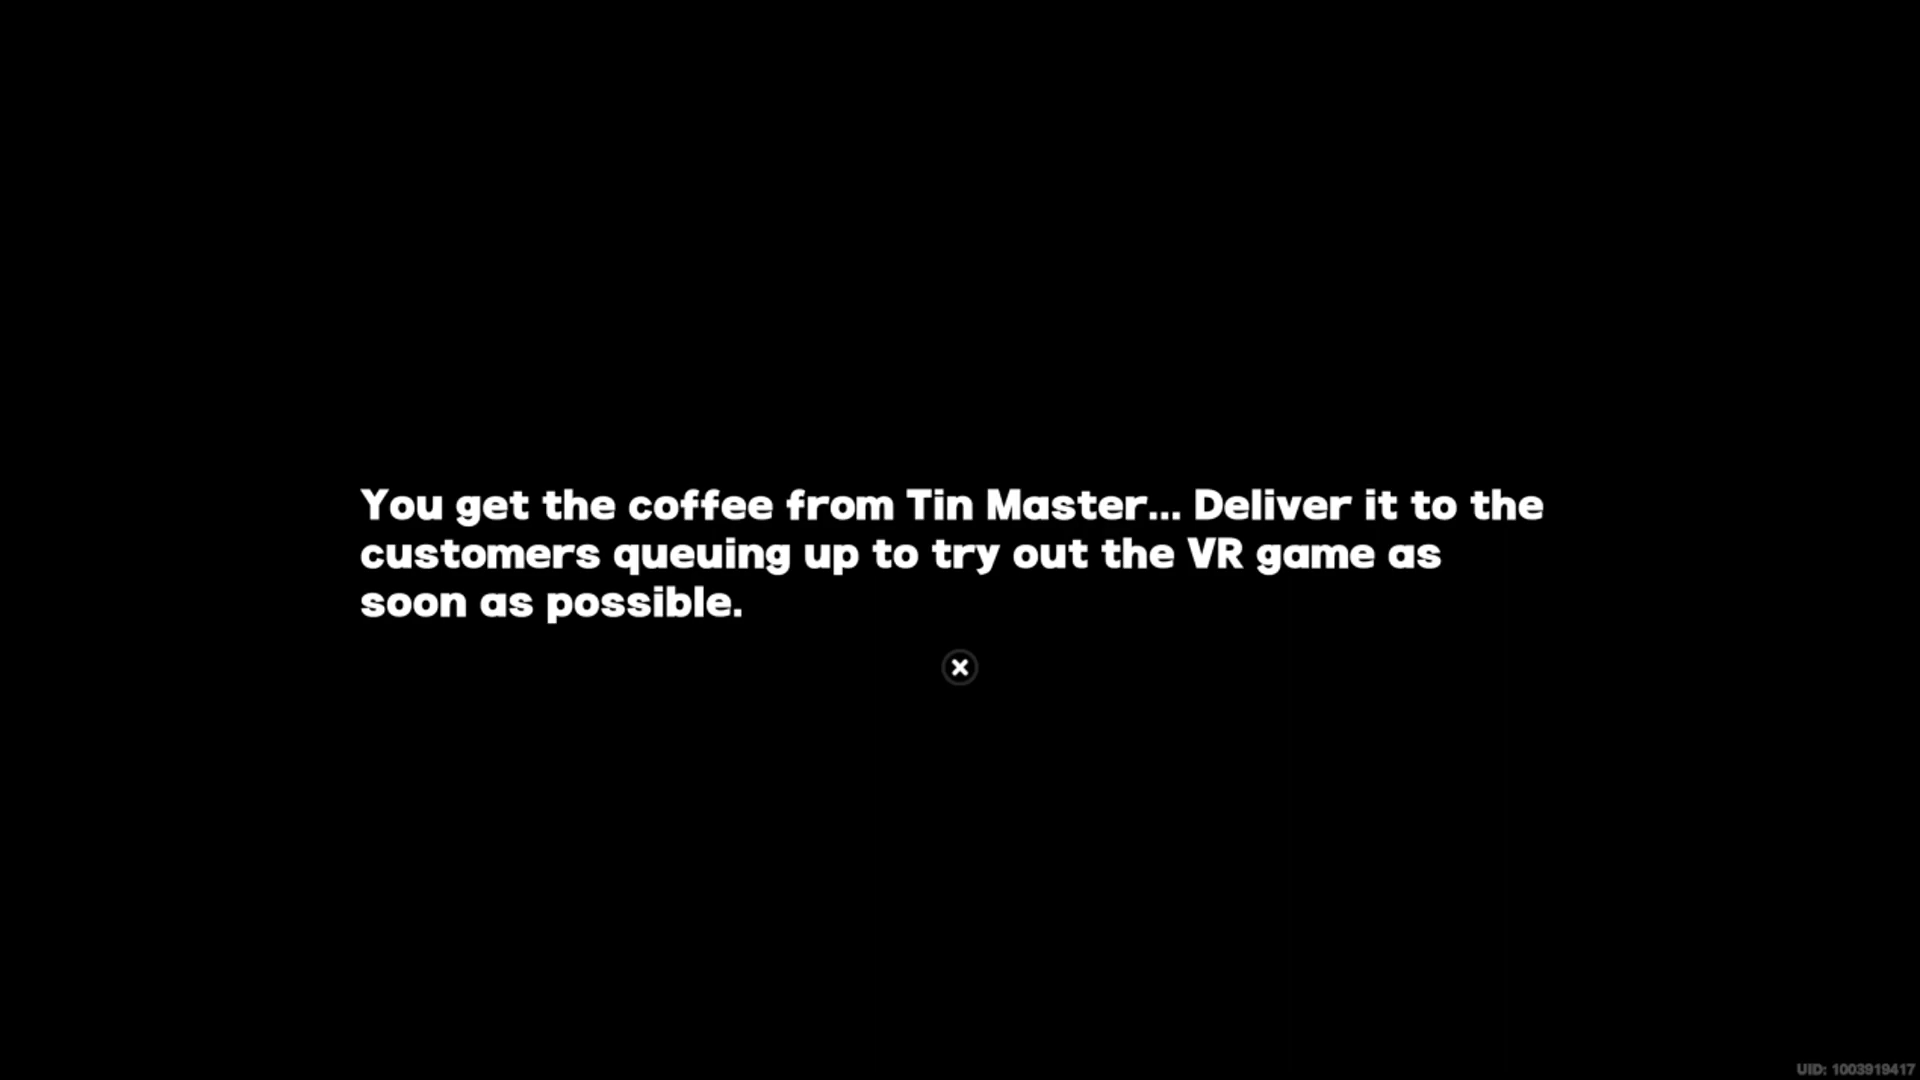 You get the coffee from Tin Master... Deliver it to the
customers queuing up to try out the VR game as
soon as possible.
UID: 1003919417